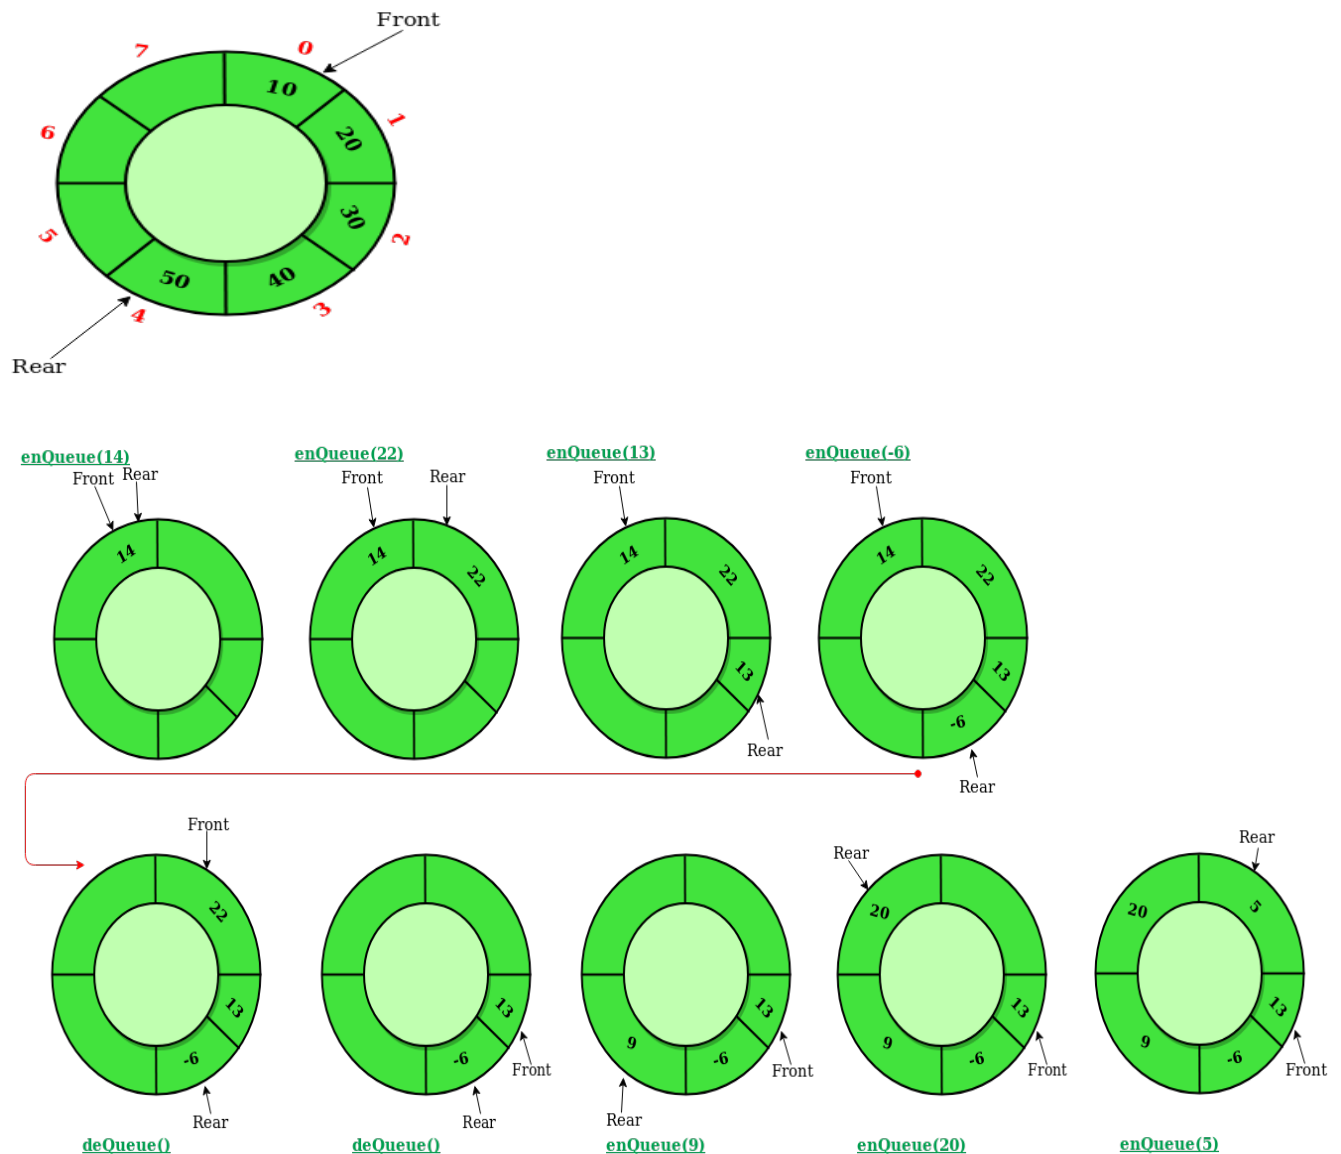 Front
7 0
10
6 1
20
30
5 2
50 40
4 3
Rear
enQueue(14) enQueue(22) enQueue(13) enQueue(-6)
Front Rear Front Rear Front Front
14 14 22 14 22 14 22
13 13
-6
Rear
Rear
Front
Rear Rear
22 20 20 5
13 13 13 13 13
-6 -6 9 -6 9 -6 9 -6
Front Front Front Front
Rear Rear Rear
deQueue() deQueue() enQueue(9) enQueue(20) enQueue(5)